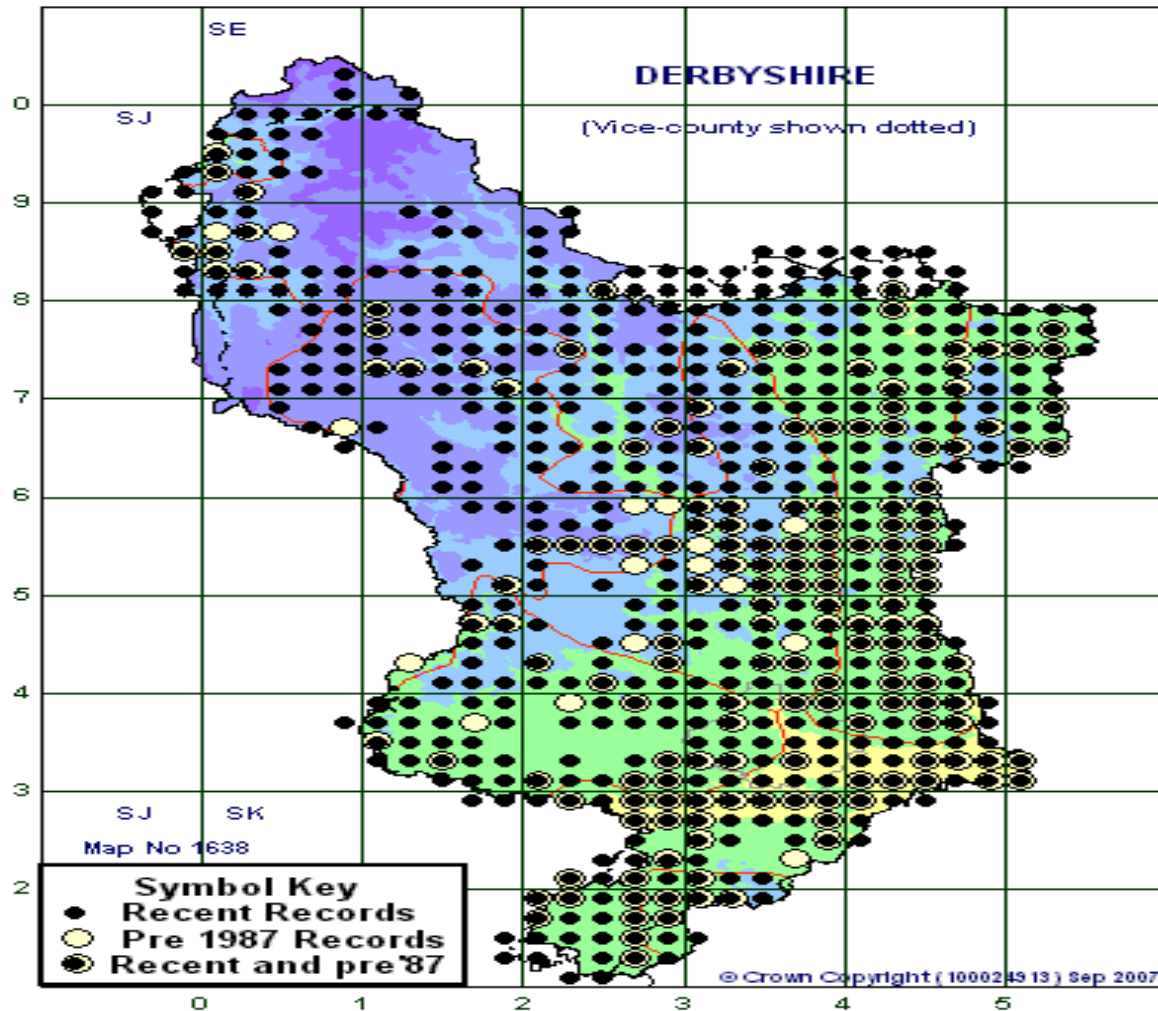 SE
DERBYSHIRE
0
SJ
(Vice-county shown dotted)
9
8
7
6
5
4
3
SJ SK
Map No 1638
2
Symbol Key
Recent Records
Pre 1987 Records
Recent and pre'87
© Crown Copyright (100024913) Sep 2007
0 1 2 3 4 5